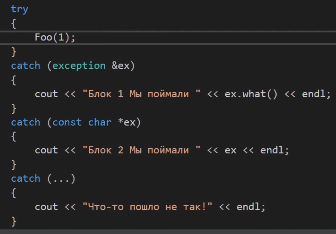 try
{
    Foo(1);
}
catch (exception &ex)
{
    cout << "Блок 1 Мы поймали " << ex.what() << endl;
}
catch (const char *ex)
{
    cout << "Блок 2 Мы поймали " << ex << endl;
}
catch (...)
{
    cout << "Что-то пошло не так!" << endl;
}